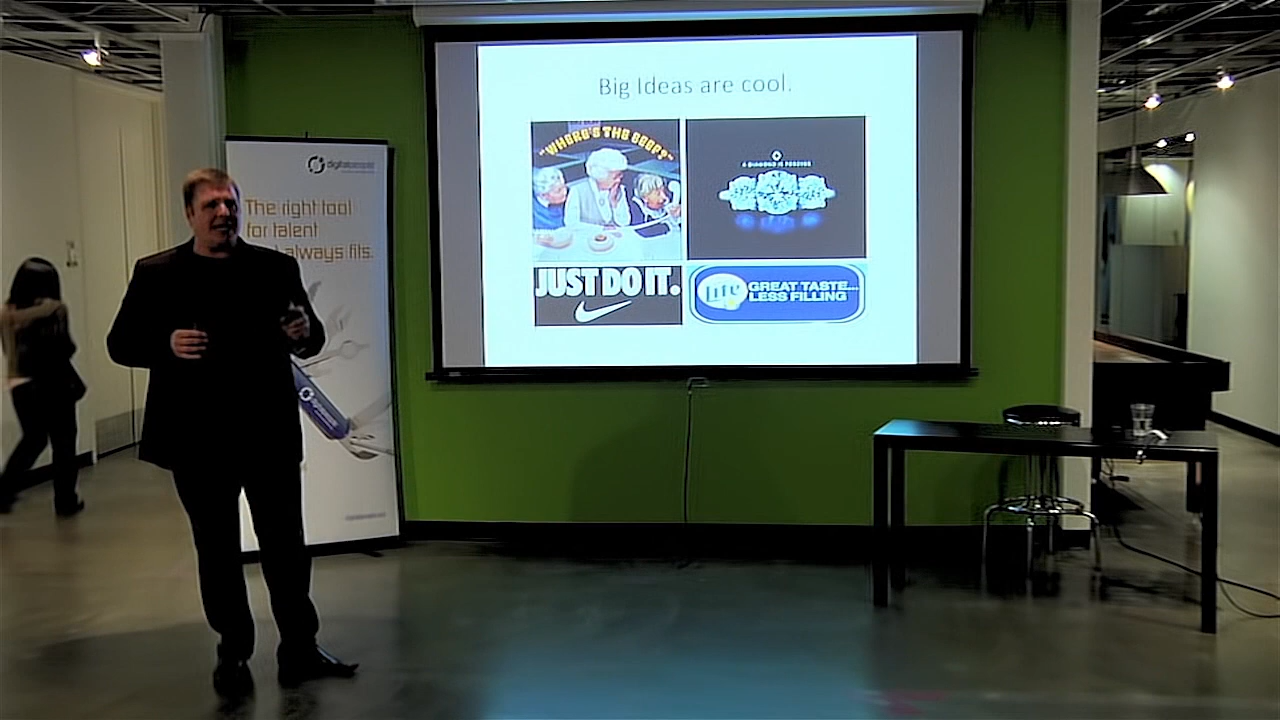 Big Ideas are cool.
"WHERE'S THE BEEF?"
A DIAMOND IS FOREVER
JUST DO IT.
Lite
GREAT TASTE...
LESS FILLING
The right tool
for talent
always fits.